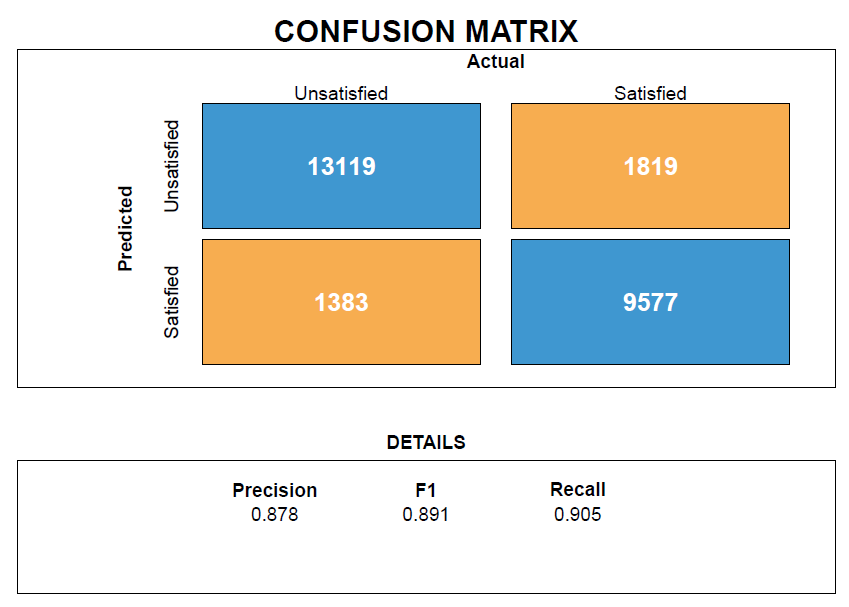 CONFUSION MATRIX
Actual
Unsatisfied Satisfied
Predicted
Unsatisfied
13119 1819
Satisfied
1383 9577
DETAILS
Precision F1 Recall
0.878 0.891 0.905